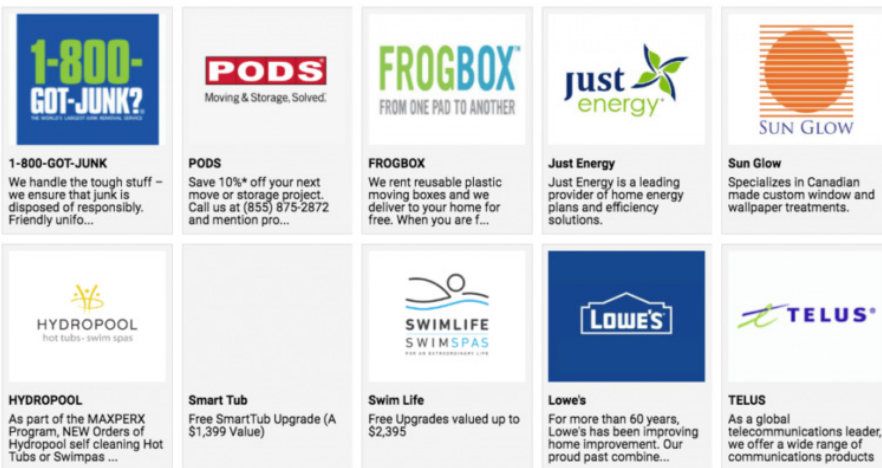 1-800-
GOT-JUNK?
THE WORLD'S LARGEST JUNK REMOVAL SERVICE
1-800-GOT-JUNK
We handle the tough stuff –
we ensure that junk is
disposed of responsibly.
Friendly unifo...
PODS
Moving & Storage, Solved.
PODS
Save 10%* off your next
move or storage project.
Call us at (855) 875-2872
and mention pro...
FROGBOX™
FROM ONE PAD TO ANOTHER
FROGBOX
We rent reusable plastic
moving boxes and we
deliver to your home for
free. When you are f...
just
energy
Just Energy
Just Energy is a leading
provider of home energy
plans and efficiency
solutions.
SUN GLOW
Sun Glow
Specializes in Canadian
made custom window and
wallpaper treatments.
HYDROPOOL
hot tubs - swim spas
HYDROPOOL
As part of the MAXPERX
Program, NEW Orders of
Hydropool self cleaning Hot
Tubs or Swimpas ...
Smart Tub
Free SmartTub Upgrade (A
$1,399 Value)
SWIMLIFE
SWIMSPAS
FOR AN EXTRAORDINARY LIFE
Swim Life
Free Upgrades valued up to
$2,395
LOWE'S
Lowe's
For more than 60 years,
Lowe's has been improving
home improvement. Our
proud past combine...
TELUS®
TELUS
As a global
telecommunications leader,
we offer a wide range of
communications products